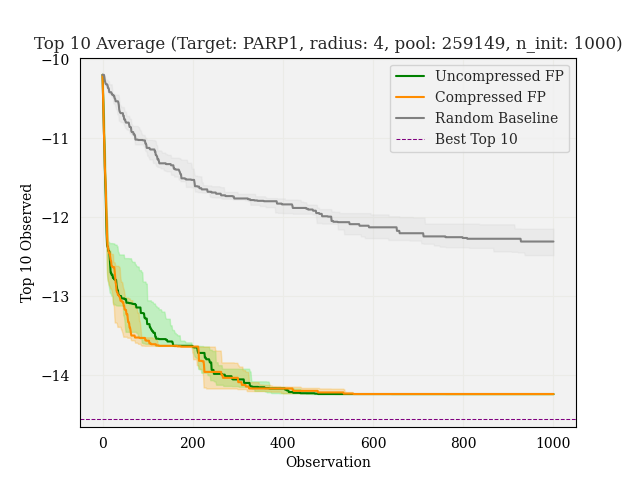 Top 10 Average (Target: PARP1, radius: 4, pool: 259149, n_init: 1000)
Uncompressed FP
Compressed FP
Random Baseline
Best Top 10
Top 10 Observed
−10
−11
−12
−13
−14
0
200
400
600
800
1000
Observation